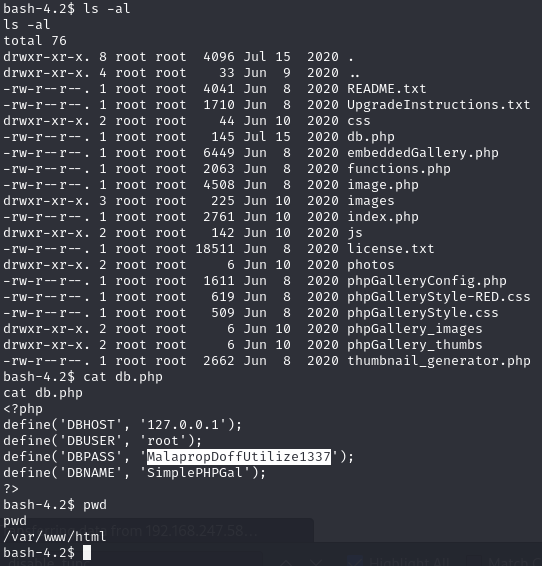 bash-4.2$ ls -al
ls -al
total 76
drwxr-xr-x. 8 root root  4096 Jul 15  2020 .
drwxr-xr-x. 4 root root    33 Jun  9  2020 ..
-rw-r--r--. 1 root root  4041 Jun  8  2020 README.txt
-rw-r--r--. 1 root root  1710 Jun  8  2020 UpgradeInstructions.txt
drwxr-xr-x. 2 root root    44 Jun 10  2020 css
-rw-r--r--. 1 root root   145 Jul 15  2020 db.php
-rw-r--r--. 1 root root  6449 Jun  8  2020 embeddedGallery.php
-rw-r--r--. 1 root root  2063 Jun  8  2020 functions.php
-rw-r--r--. 1 root root  4508 Jun  8  2020 image.php
drwxr-xr-x. 3 root root   225 Jun 10  2020 images
-rw-r--r--. 1 root root  2761 Jun 10  2020 index.php
drwxr-xr-x. 2 root root   142 Jun 10  2020 js
-rw-r--r--. 1 root root 18511 Jun  8  2020 license.txt
drwxr-xr-x. 2 root root     6 Jun 10  2020 photos
-rw-r--r--. 1 root root  1611 Jun  8  2020 phpGalleryConfig.php
-rw-r--r--. 1 root root   619 Jun  8  2020 phpGalleryStyle-RED.css
-rw-r--r--. 1 root root   509 Jun  8  2020 phpGalleryStyle.css
drwxr-xr-x. 2 root root     6 Jun 10  2020 phpGallery_images
drwxr-xr-x. 2 root root     6 Jun 10  2020 phpGallery_thumbs
-rw-r--r--. 1 root root  2662 Jun  8  2020 thumbnail_generator.php
bash-4.2$ cat db.php
cat db.php
<?php
define('DBHOST', '127.0.0.1');
define('DBUSER', 'root');
define('DBPASS', 'MalapropDoffUtilize1337');
define('DBNAME', 'SimplePHPGal');
?>
bash-4.2$ pwd
pwd
data from 192.168.247.58...
/var/www/html
bash-4.2$